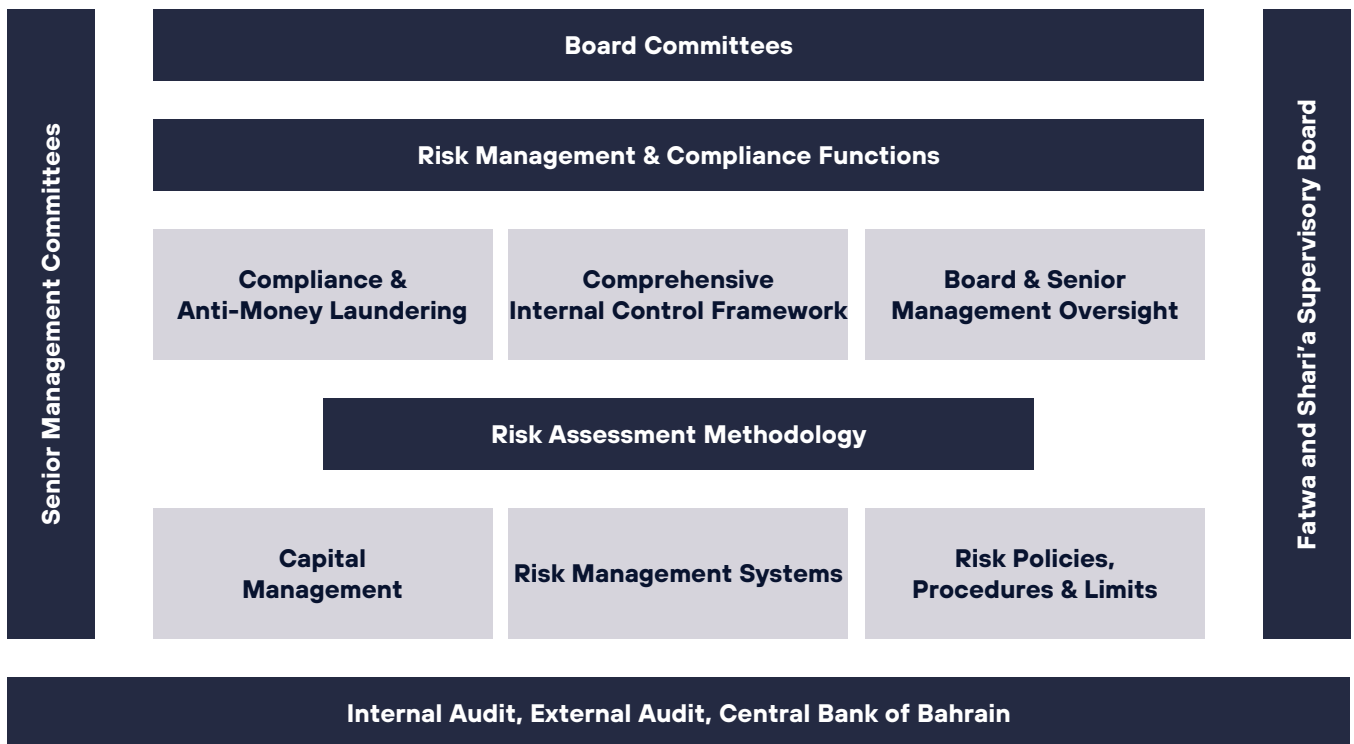 Board Committees
Risk Management & Compliance Functions
Senior Management Committees
Fatwa and Shari’a Supervisory Board
Compliance &
Anti-Money Laundering
Comprehensive
Internal Control Framework
Board & Senior
Management Oversight
Risk Assessment Methodology
Capital
Management
Risk Management Systems
Risk Policies,
Procedures & Limits
Internal Audit, External Audit, Central Bank of Bahrain